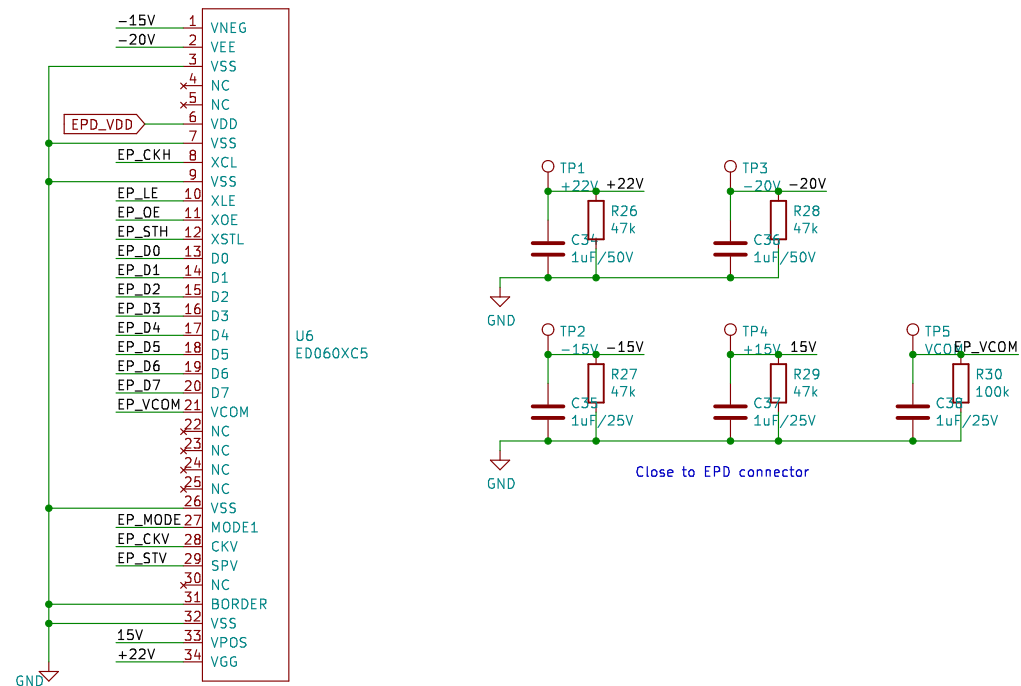 -15V 1 VNEG
-20V 2 VEE
3 VSS
4 NC
5 NC
EPD_VDD 6 VDD
7 VSS
EP_CKH 8 XCL
9 VSS
EP_LE 10 XLE
EP_OE 11 XOE
EP_STH 12 XSTL
EP_D0 13 D0
EP_D1 14 D1
EP_D2 15 D2
EP_D3 16 D3
EP_D4 17 D4
EP_D5 18 D5
EP_D6 19 D6
EP_D7 20 D7
EP_VCOM 21 VCOM
22 NC
23 NC
24 NC
25 NC
26 VSS
EP_MODE 27 MODE1
EP_CKV 28 CKV
EP_STV 29 SPV
30 NC
31 BORDER
32 VSS
15V 33 VPOS
+22V 34 VGG
GND
U6
ED060XC5
TP1
+22V
+22V
R26
47k
C34
1uF/50V
TP3
-20V
-20V
R28
47k
C36
1uF/50V
GND
TP2
-15V
-15V
R27
47k
C35
1uF/25V
TP4
+15V
15V
R29
47k
C37
1uF/25V
TP5
VCOM
EP_VCOM
R30
100k
C38
1uF/25V
GND
Close to EPD connector